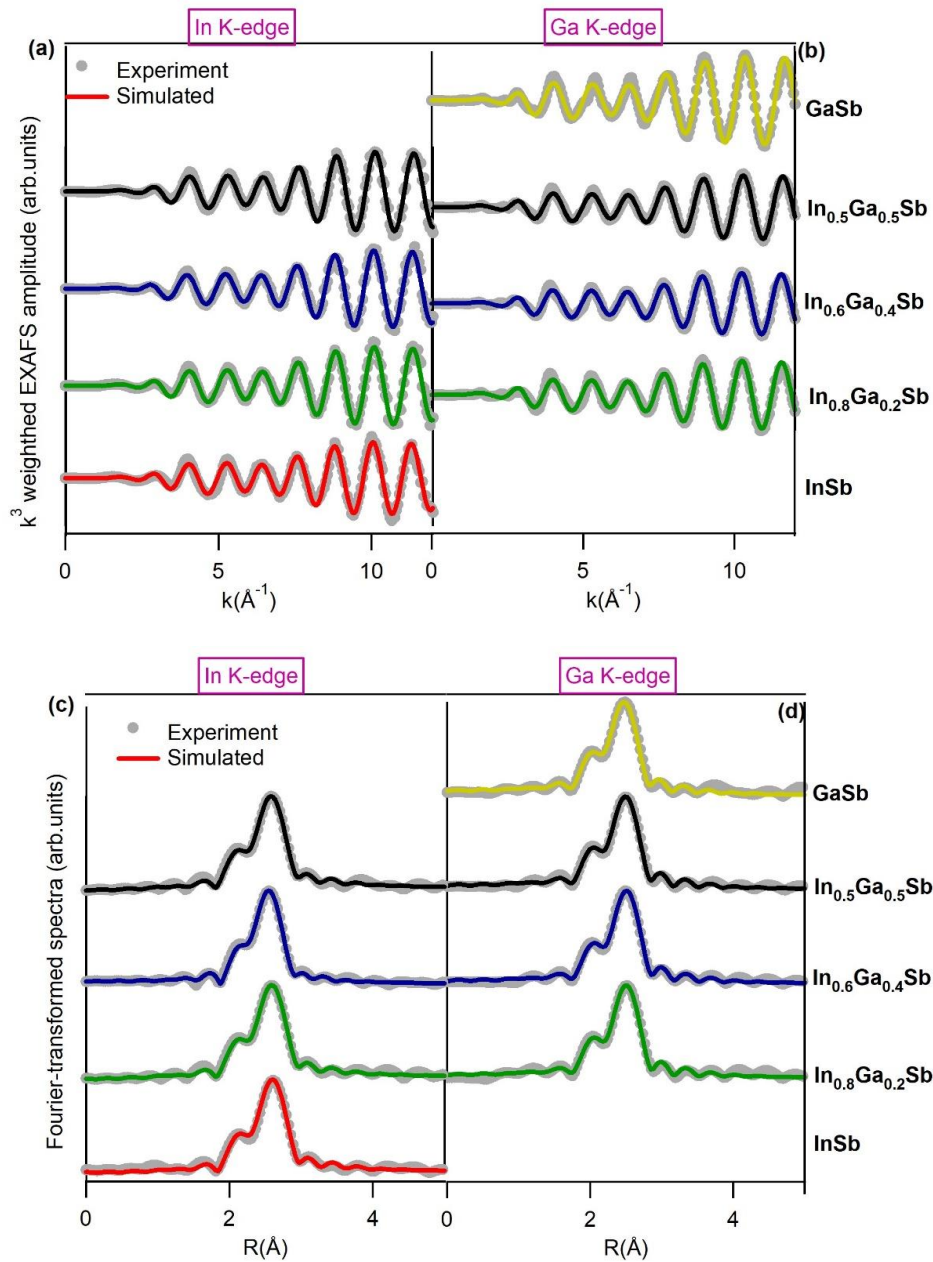 In K-edge
Ga K-edge
(a)
(b)
Experiment
Simulated
GaSb
In0.5Ga0.5Sb
In0.6Ga0.4Sb
In0.8Ga0.2Sb
InSb
k3 weighthed EXAFS amplitude (arb.units)
0 5 10 0 5 10
k(Å-1)
k(Å-1)
In K-edge
Ga K-edge
(c)
(d)
Experiment
Simulated
GaSb
In0.5Ga0.5Sb
In0.6Ga0.4Sb
In0.8Ga0.2Sb
InSb
Fourier-transformed spectra (arb.units)
0 2 4 0 2 4
R(Å)
R(Å)